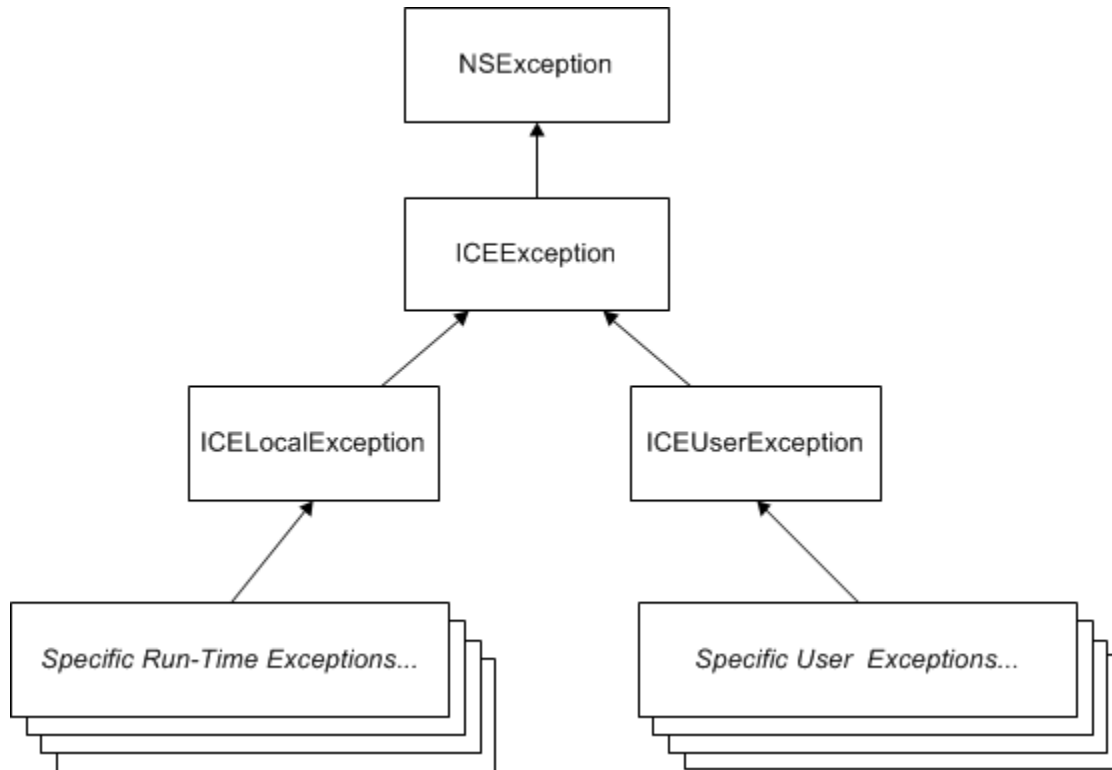 NSException
ICEException
ICELocalException
ICEUserException
Specific Run-Time Exceptions...
Specific User  Exceptions...